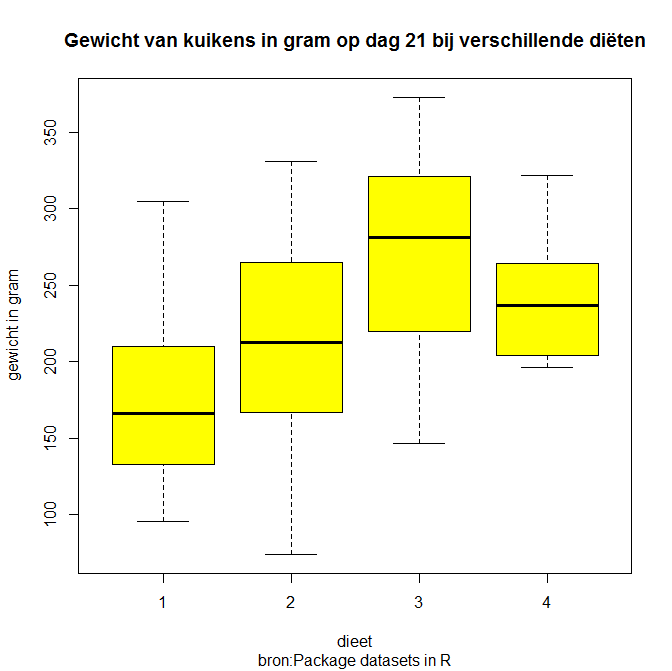 Gewicht van kuikens in gram op dag 21 bij verschillende diëten
gewicht in gram
350
300
250
200
150
100
1 2 3 4
dieet
bron:Package datasets in R